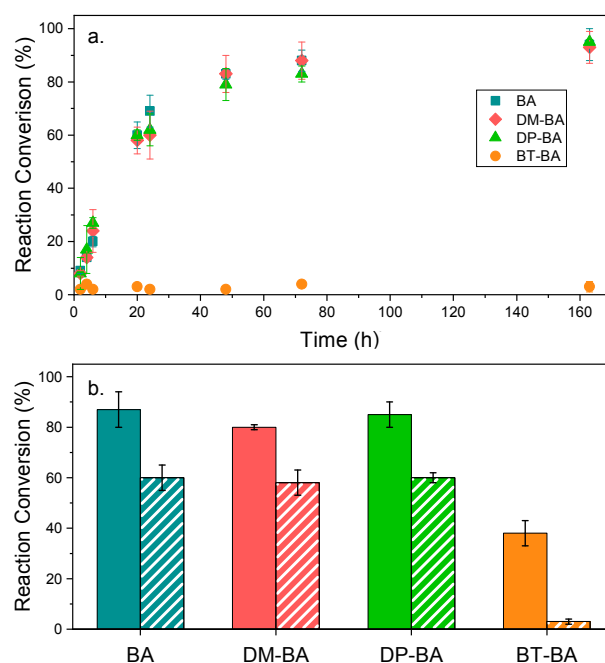 a.
Reaction Converison (%)
100
80
60
40
20
0
BA
DM-BA
DP-BA
BT-BA
0 20 40 60 80 100 120 140 160
Time (h)
b.
Reaction Conversion (%)
100
80
60
40
20
0
BA DM-BA DP-BA BT-BA